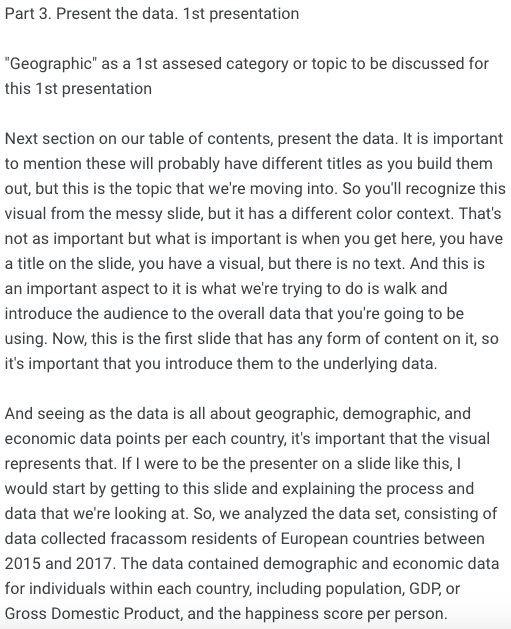 Part 3. Present the data. 1st presentation
"Geographic" as a 1st assesed category or topic to be discussed for
this 1st presentation
Next section on our table of contents, present the data. It is important
to mention these will probably have different titles as you build them
out, but this is the topic that we're moving into. So you'll recognize this
visual from the messy slide, but it has a different color context. That's
not as important but what is important is when you get here, you have
a title on the slide, you have a visual, but there is no text. And this is
an important aspect to it is what we're trying to do is walk and
introduce the audience to the overall data that you're going to be
using. Now, this is the first slide that has any form of content on it, so
it's important that you introduce them to the underlying data.
And seeing as the data is all about geographic, demographic, and
economic data points per each country, it's important that the visual
represents that. If I were to be the presenter on a slide like this, I
would start by getting to this slide and explaining the process and
data that we're looking at. So, we analyzed the data set, consisting of
data collected fracassom residents of European countries between
2015 and 2017. The data contained demographic and economic data
for individuals within each country, including population, GDP, or
Gross Domestic Product, and the happiness score per person.